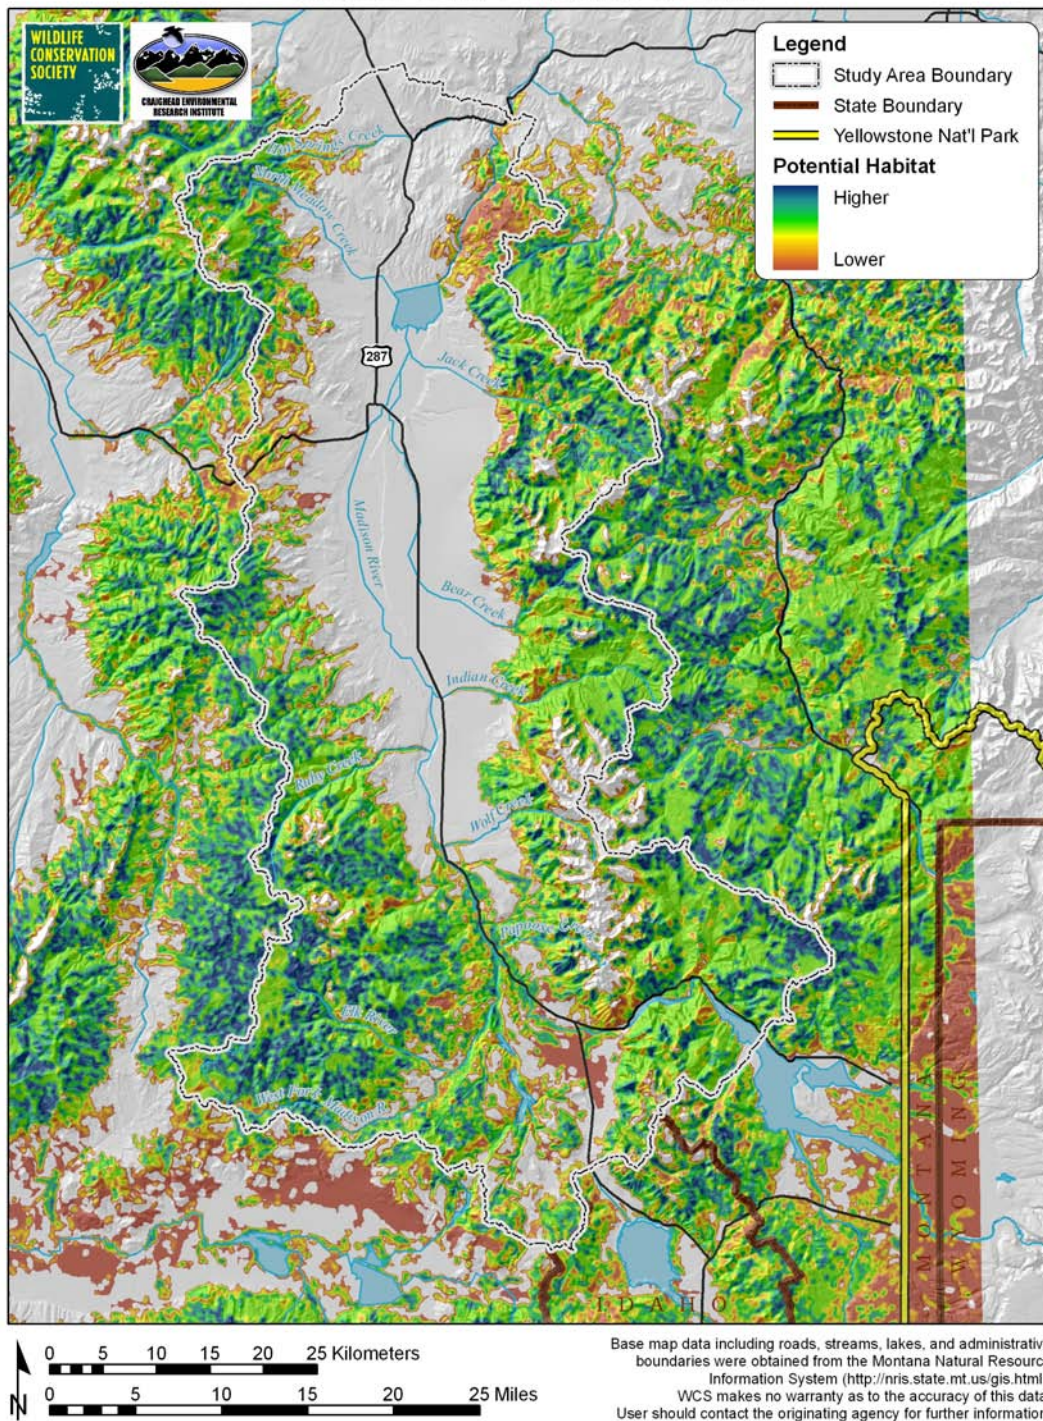 WILDLIFE
CONSERVATION
SOCIETY
CRAIGHEAD ENVIRONMENTAL
RESEARCH INSTITUTE
Legend
Study Area Boundary
State Boundary
Yellowstone Nat'l Park
Potential Habitat
Higher
Lower
Hot Springs Creek
North Meadow Creek
287
Jack Creek
Madison River
Bear Creek
Indian Creek
Ruby Creek
Wolf Creek
Papoose Creek
Elk River
West Fork Madison R.
MONTANA
WYOMING
IDAHO
N
0 5 10 15 20 25 Kilometers
0 5 10 15 20 25 Miles
Base map data including roads, streams, lakes, and administrativ
boundaries were obtained from the Montana Natural Resourc
Information System (http://nris.state.mt.us/gis.html
WCS makes no warranty as to the accuracy of this data
User should contact the originating agency for further information